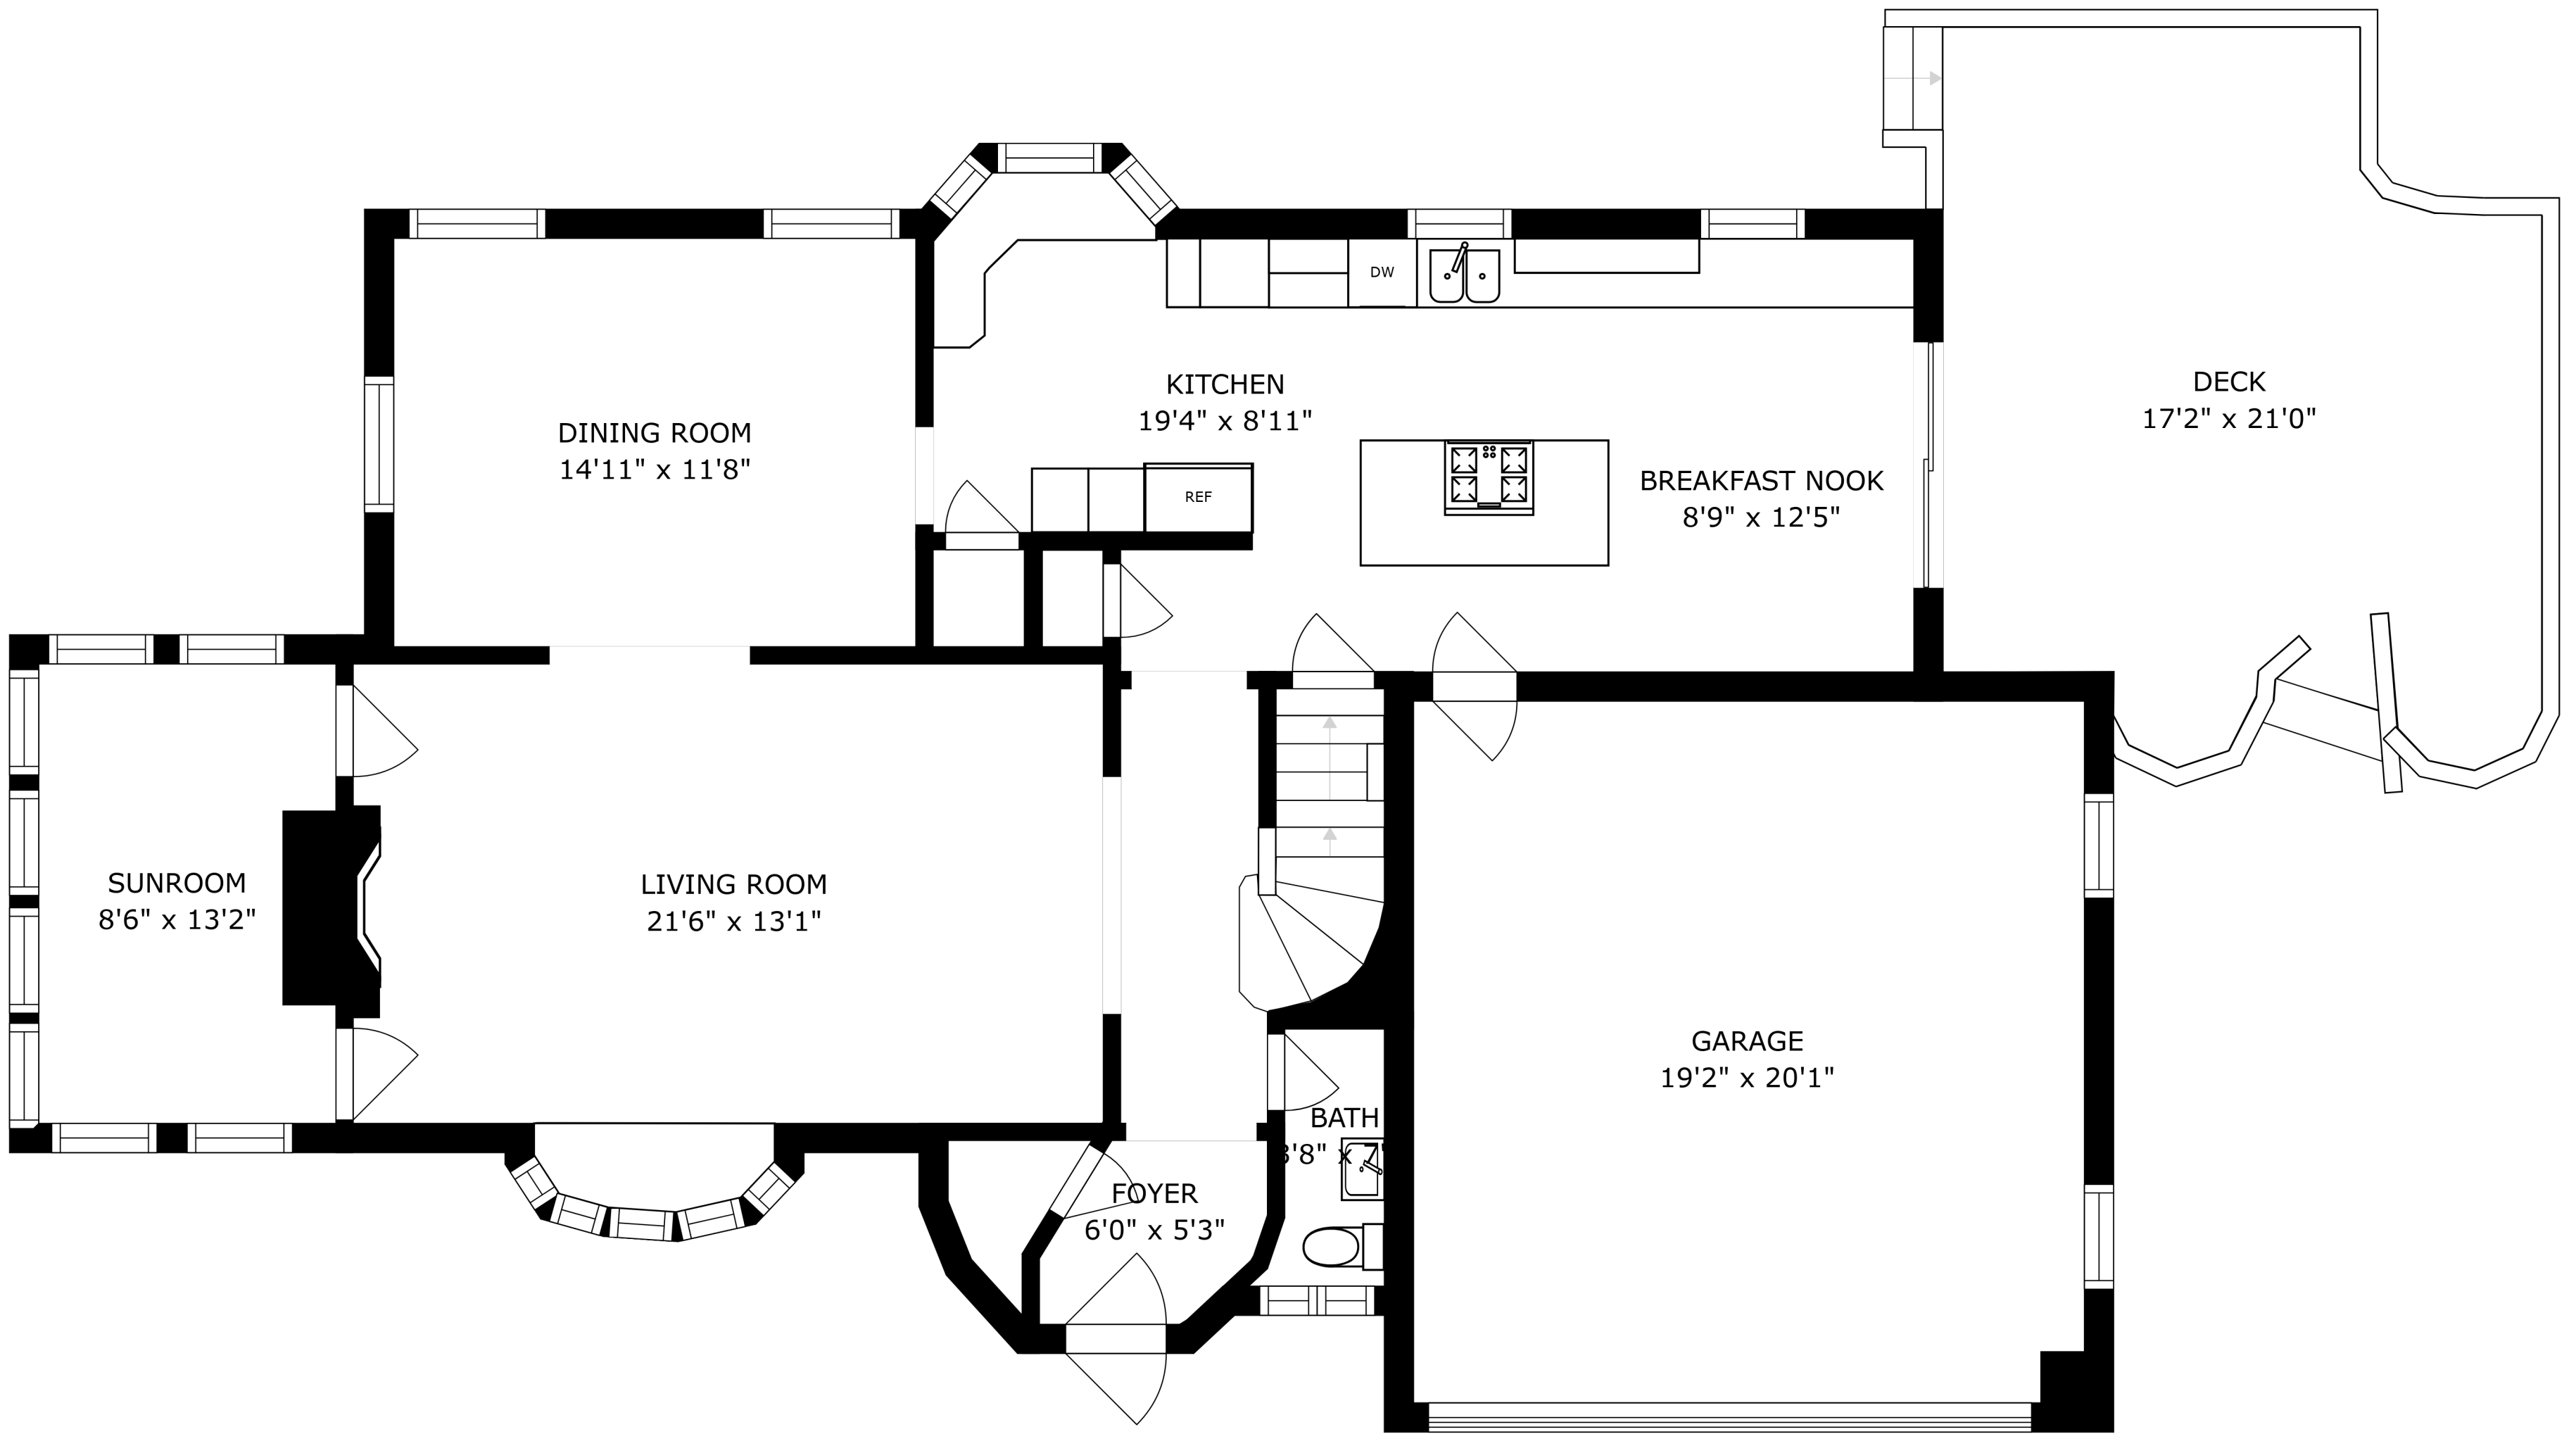 DECK
17'2" x 21'0"
KITCHEN
19'4" x 8'11"
DW
REF
BREAKFAST NOOK
8'9" x 12'5"
DINING ROOM
14'11" x 11'8"
SUNROOM
8'6" x 13'2"
LIVING ROOM
21'6" x 13'1"
GARAGE
19'2" x 20'1"
BATH
FOYER
6'0" x 5'3"